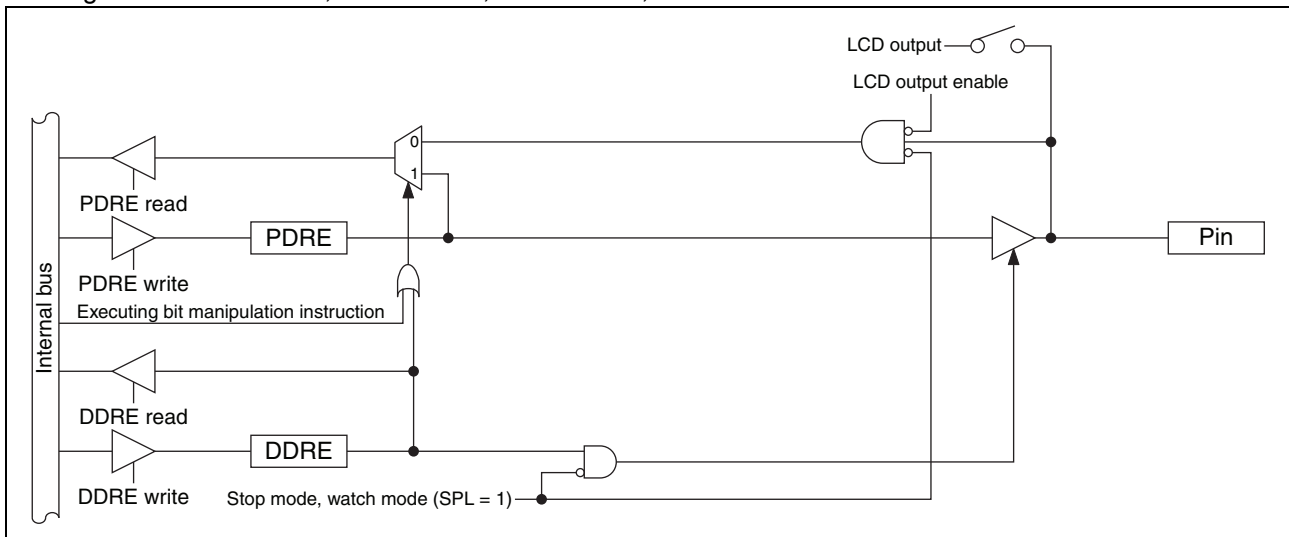 LCD output
LCD output enable
0
1
PDRE read
PDRE
Pin
PDRE write
Executing bit manipulation instruction
Internal bus
DDRE read
DDRE
DDRE write
Stop mode, watch mode (SPL = 1)